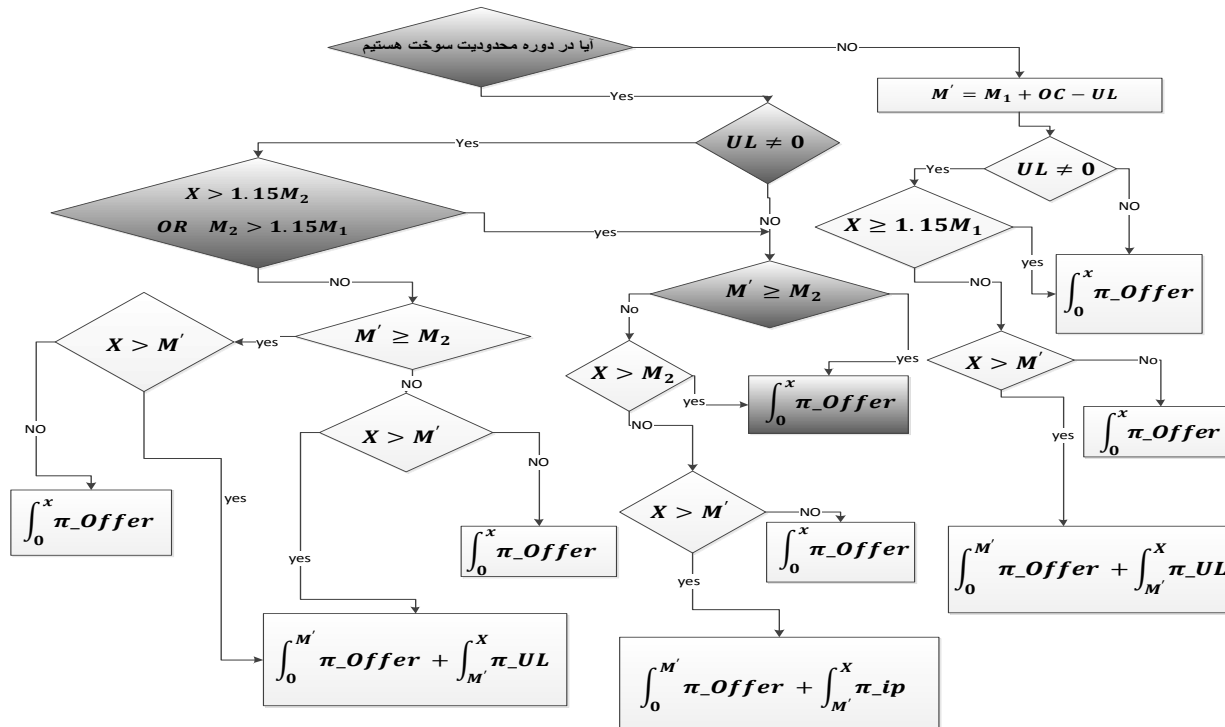 آیا در دوره محدودیت سوخت هستیم
NO
Yes
M' = M₁ + OC − UL
UL ≠ 0
Yes
NO
UL ≠ 0
Yes
NO
X > 1.15M₂
OR M₂ > 1.15M₁
yes
NO
X ≥ 1.15M₁
yes
NO
∫₀ˣ π_Offer
M' ≥ M₂
No
yes
X > M'
yes
M' ≥ M₂
NO
NO
yes
X > M'
No
yes
X > M₂
yes
NO
∫₀ˣ π_Offer
∫₀ˣ π_Offer
X > M'
NO
yes
∫₀ˣ π_Offer
∫₀ˣ π_Offer
X > M'
NO
yes
∫₀ˣ π_Offer
∫₀^M' π_Offer + ∫_M'^X π_UL
∫₀^M' π_Offer + ∫_M'^X π_UL
∫₀^M' π_Offer + ∫_M'^X π_ip